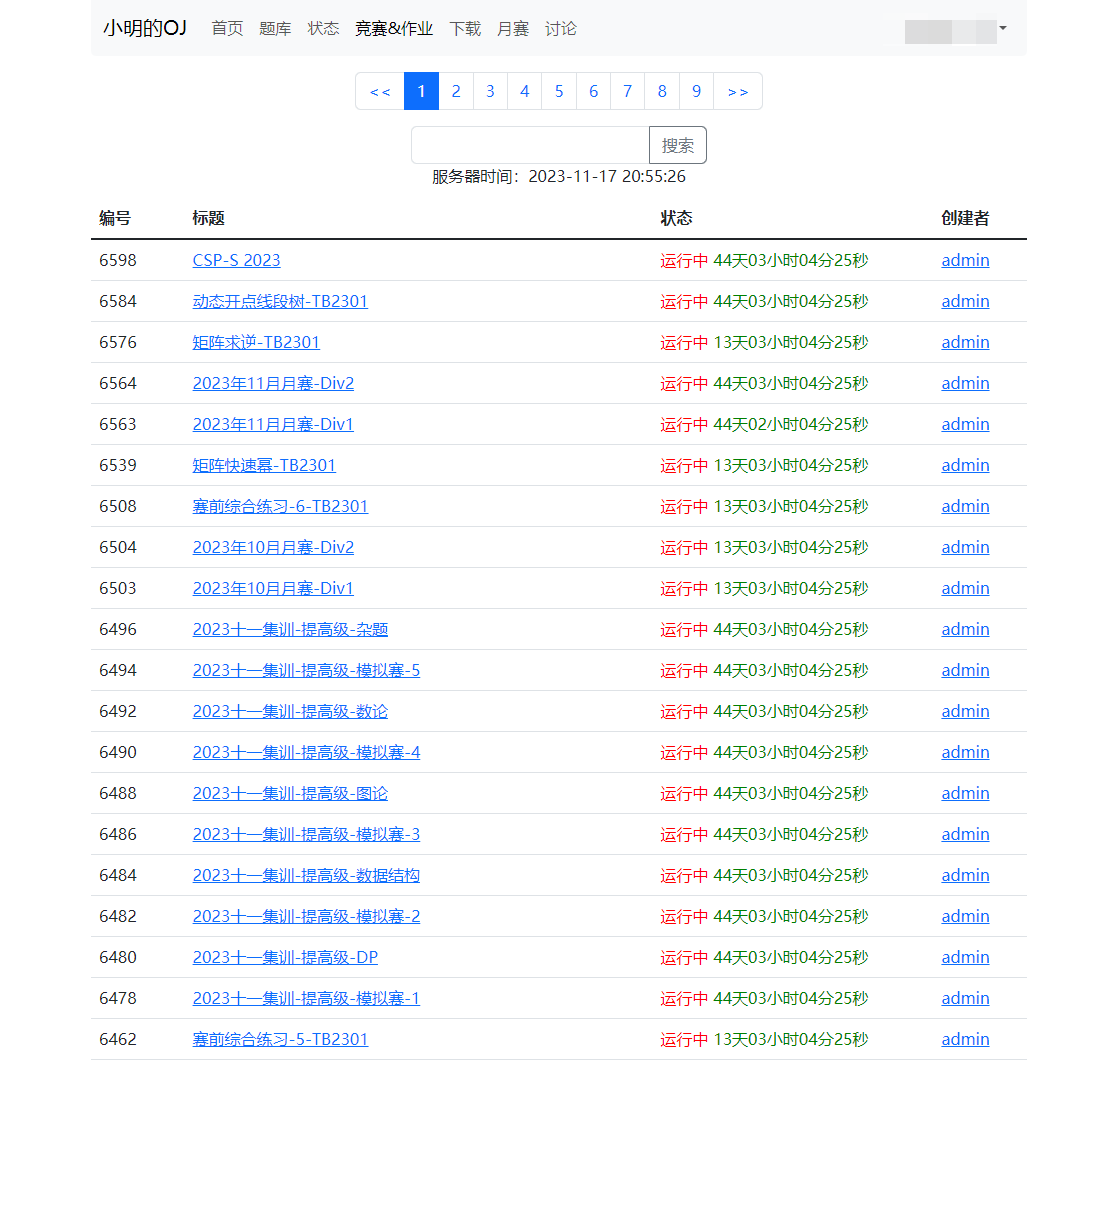 小明的OJ 首页 题库 状态 竞赛&作业 下载 月赛 讨论
<< 1 2 3 4 5 6 7 8 9 >>
搜索
服务器时间：2023-11-17 20:55:26
编号 标题 状态 创建者
6598 CSP-S 2023 运行中 44天03小时04分25秒 admin
6584 动态开点线段树-TB2301 运行中 44天03小时04分25秒 admin
6576 矩阵求逆-TB2301 运行中 13天03小时04分25秒 admin
6564 2023年11月月赛-Div2 运行中 44天03小时04分25秒 admin
6563 2023年11月月赛-Div1 运行中 44天02小时04分25秒 admin
6539 矩阵快速幂-TB2301 运行中 13天03小时04分25秒 admin
6508 赛前综合练习-6-TB2301 运行中 13天03小时04分25秒 admin
6504 2023年10月月赛-Div2 运行中 13天03小时04分25秒 admin
6503 2023年10月月赛-Div1 运行中 13天03小时04分25秒 admin
6496 2023十一集训-提高级-杂题 运行中 44天03小时04分25秒 admin
6494 2023十一集训-提高级-模拟赛-5 运行中 44天03小时04分25秒 admin
6492 2023十一集训-提高级-数论 运行中 44天03小时04分25秒 admin
6490 2023十一集训-提高级-模拟赛-4 运行中 44天03小时04分25秒 admin
6488 2023十一集训-提高级-图论 运行中 44天03小时04分25秒 admin
6486 2023十一集训-提高级-模拟赛-3 运行中 44天03小时04分25秒 admin
6484 2023十一集训-提高级-数据结构 运行中 44天03小时04分25秒 admin
6482 2023十一集训-提高级-模拟赛-2 运行中 44天03小时04分25秒 admin
6480 2023十一集训-提高级-DP 运行中 44天03小时04分25秒 admin
6478 2023十一集训-提高级-模拟赛-1 运行中 44天03小时04分25秒 admin
6462 赛前综合练习-5-TB2301 运行中 13天03小时04分25秒 admin